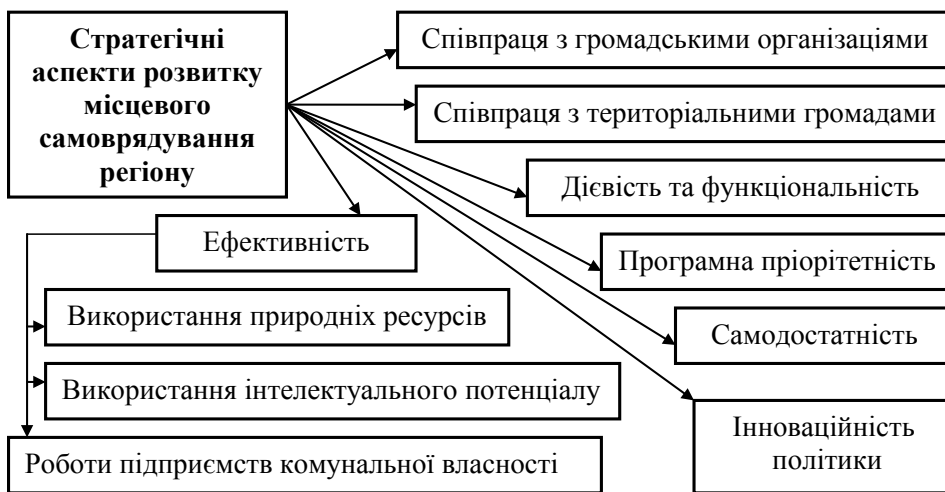 Стратегічні
аспекти розвитку
місцевого
самоврядування
регіону
Співпраця з громадськими організаціями
Співпраця з територіальними громадами
Дієвість та функціональність
Програмна пріорітетність
Самодостатність
Інноваційність
політики
Ефективність
Використання природніх ресурсів
Використання інтелектуального потенціалу
Роботи підприємств комунальної власності